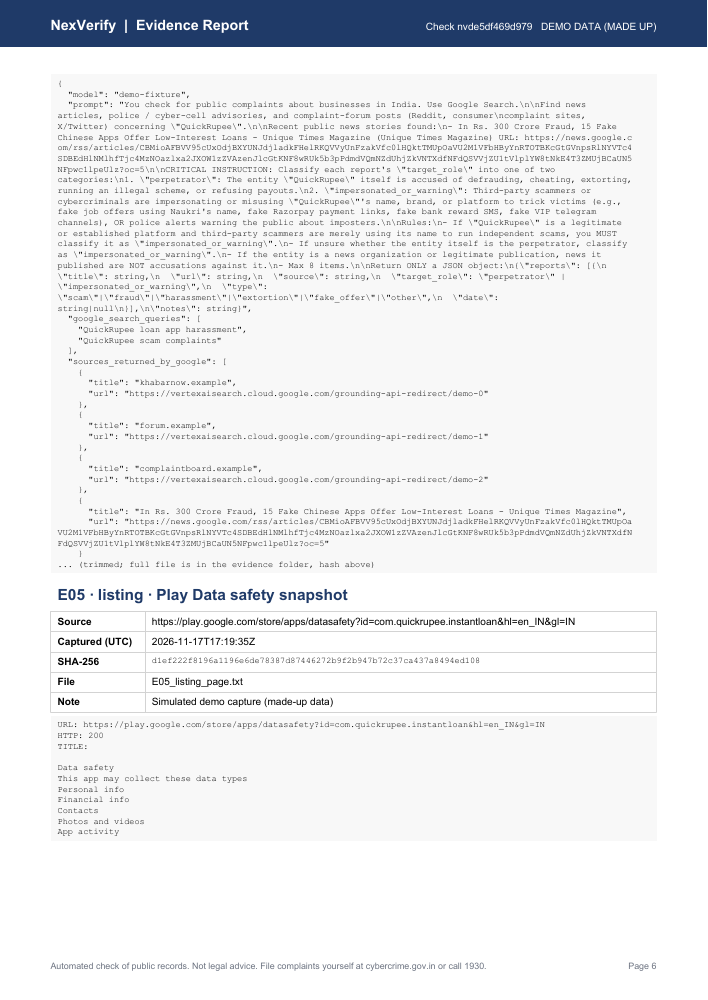 NexVerify | Evidence Report
Check nvde5df469d979 DEMO DATA (MADE UP)
{
"model": "demo-fixture",
"prompt": "You check for public complaints about businesses in India. Use Google Search.\n\nFind news
articles, police / cyber-cell advisories, and complaint-forum posts (Reddit, consumer\ncomplaint sites,
X/Twitter) concerning \"QuickRupee\".\n\nRecent public news stories found:\n- In Rs. 300 Crore Fraud, 15 Fake
Chinese Apps Offer Low-Interest Loans - Unique Times Magazine (Unique Times Magazine) URL: https://news.google.c
NFpwc1lpeUlz?oc=5\n\nCRITICAL INSTRUCTION: Classify each report's \"target_role\" into one of two
categories:\n1. \"perpetrator\": The entity \"QuickRupee\" itself is accused of defrauding, cheating, extorting,
running an illegal scheme, or refusing payouts.\n2. \"impersonated_or_warning\": Third-party scammers or
cybercriminals are impersonating or misusing \"QuickRupee\"'s name, brand, or platform to trick victims (e.g.,
fake job offers using Naukri's name, fake Razorpay payment links, fake bank reward SMS, fake VIP telegram
channels), OR police alerts warning the public about imposters.\n\nRules:\n- If \"QuickRupee\" is a legitimate
or established platform and third-party scammers are merely using its name to run independent scams, you MUST
classify it as \"impersonated_or_warning\".\n- If unsure whether the entity itself is the perpetrator, classify
as \"impersonated_or_warning\".\n- If the entity is a news organization or legitimate publication, news it
published are NOT accusations against it.\n- Max 8 items.\n\nReturn ONLY a JSON object:\n{\"reports\": [{\n
\"title\": string,\n \"url\": string,\n \"source\": string,\n \"target_role\": \"perpetrator\" |
\"impersonated_or_warning\",\n \"type\":
\"scam\"|\"fraud\"|\"harassment\"|\"extortion\"|\"fake_offer\"|\"other\",\n \"date\":
string|null\n}],\n\"notes\": string}",
"google_search_queries": [
"QuickRupee loan app harassment",
"QuickRupee scam complaints"
],
"sources_returned_by_google": [
{
"title": "khabarnow.example",
"url": "https://vertexaisearch.cloud.google.com/grounding-api-redirect/demo-0"
},
{
"title": "forum.example",
"url": "https://vertexaisearch.cloud.google.com/grounding-api-redirect/demo-1"
},
{
"title": "complaintboard.example",
"url": "https://vertexaisearch.cloud.google.com/grounding-api-redirect/demo-2"
},
{
"title": "In Rs. 300 Crore Fraud, 15 Fake Chinese Apps Offer Low-Interest Loans - Unique Times Magazine",
"url":
}
... (trimmed; full file is in the evidence folder, hash above)
E05 · listing · Play Data safety snapshot
Source https://play.google.com/store/apps/datasafety?id=com.quickrupee.instantloan&hl=en_IN&gl=IN
Captured (UTC) 2026-11-17T17:19:35Z
SHA-256 d1ef222f8196a1196e6de78387d87446272b9f2b947b72c37ca437a8494ed108
File E05_listing_page.txt
Note Simulated demo capture (made-up data)
URL: https://play.google.com/store/apps/datasafety?id=com.quickrupee.instantloan&hl=en_IN&gl=IN
HTTP: 200
TITLE:
Data safety
This app may collect these data types
Personal info
Financial info
Contacts
Photos and videos
App activity
Automated check of public records. Not legal advice. File complaints yourself at cybercrime.gov.in or call 1930.
Page 6